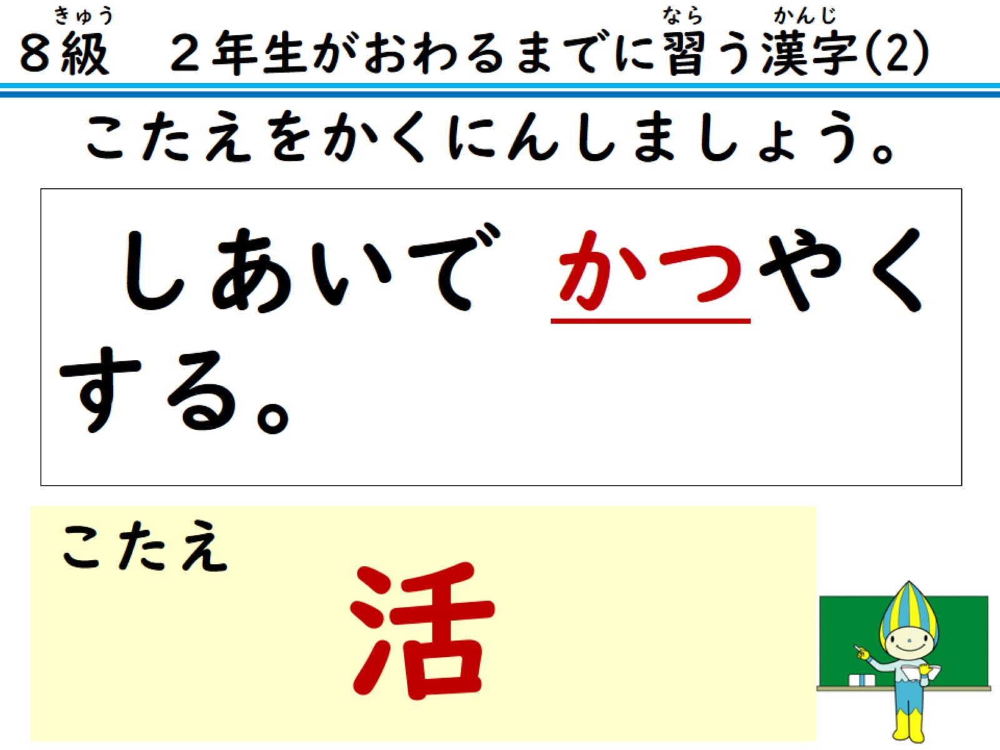 きゅう なら かんじ
8級 2年生がおわるまでに習う漢字(2)
こたえをかくにんしましょう。
しあいで かつやく
する。
こたえ
活